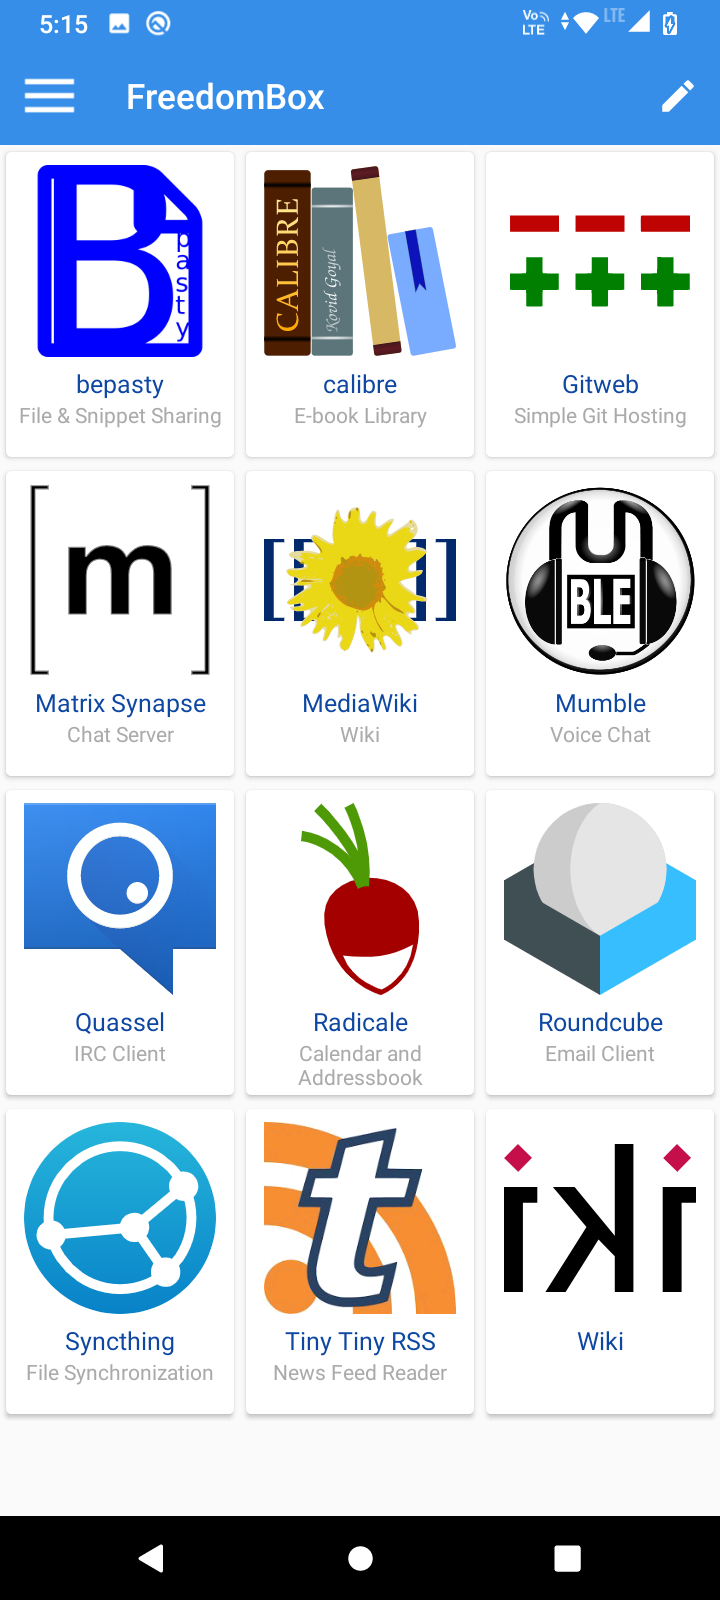 5:15
Vo
LTE
LTE
FreedomBox
B
pasty
CALIBRE
Kovid Goyal
bepasty
File & Snippet Sharing
calibre
E-book Library
Gitweb
Simple Git Hosting
[m]
BLE
Matrix Synapse
Chat Server
MediaWiki
Wiki
Mumble
Voice Chat
Quassel
IRC Client
Radicale
Calendar and
Addressbook
Roundcube
Email Client
t
iki
Syncthing
File Synchronization
Tiny Tiny RSS
News Feed Reader
Wiki